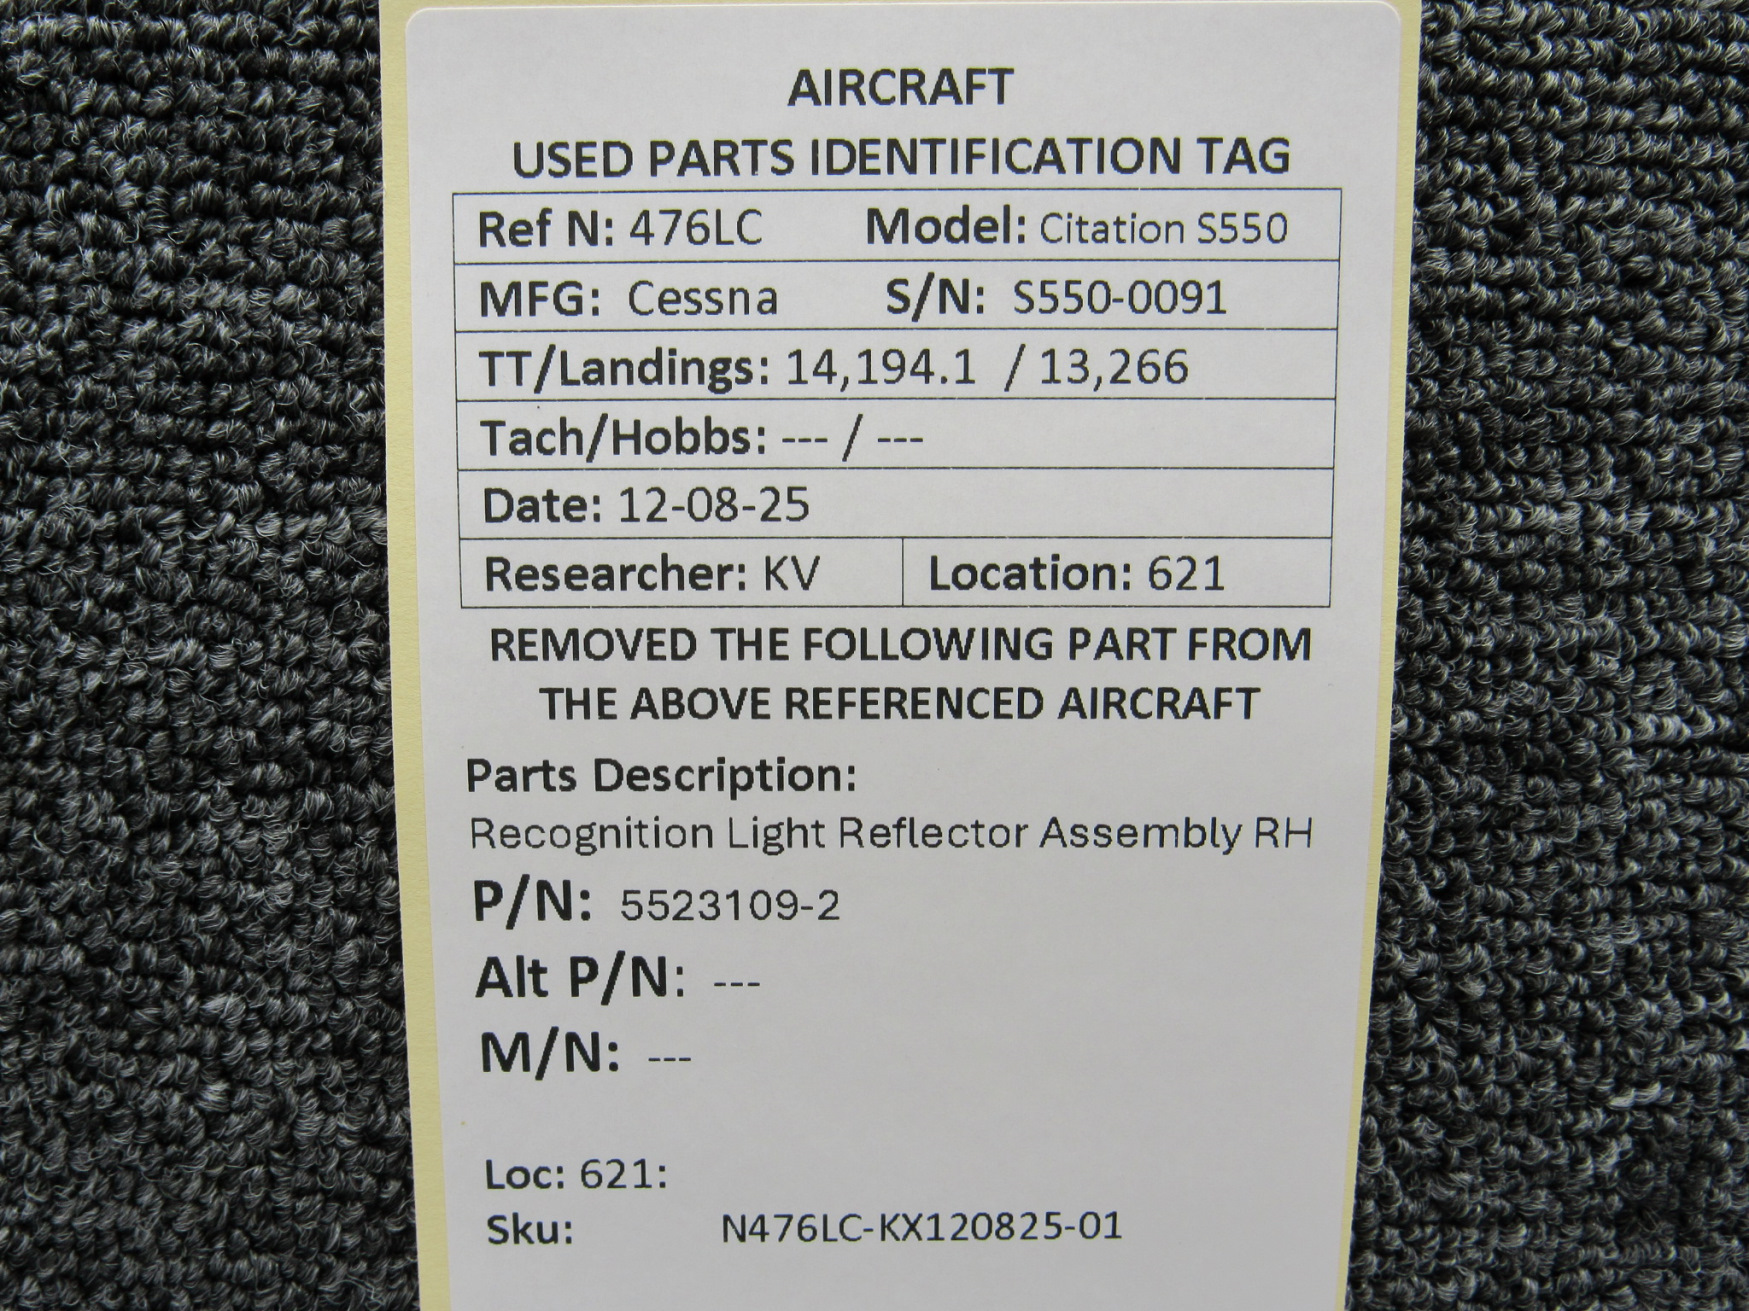 AIRCRAFT
USED PARTS IDENTIFICATION TAG
Ref N: 476LC Model: Citation S550
MFG: Cessna S/N: S550-0091
TT/Landings: 14,194.1 / 13,266
Tach/Hobbs: --- / ---
Date: 12-08-25
Researcher: KV Location: 621
REMOVED THE FOLLOWING PART FROM
THE ABOVE REFERENCED AIRCRAFT
Parts Description:
Recognition Light Reflector Assembly RH
P/N: 5523109-2
Alt P/N: ---
M/N: ---
Loc: 621:
Sku: N476LC-KX120825-01